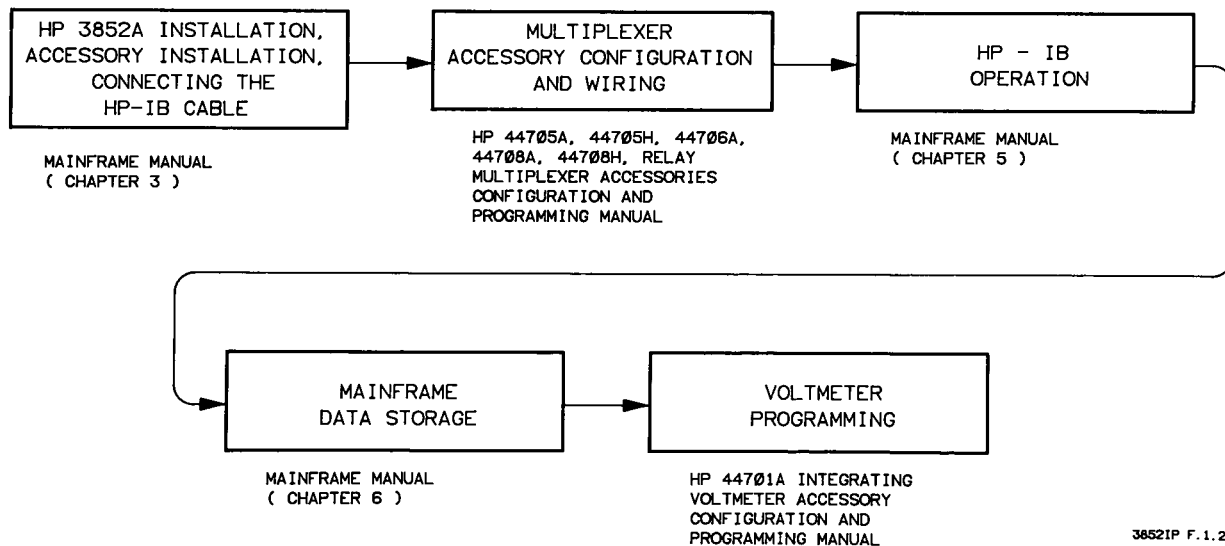 HP 3852A INSTALLATION,
ACCESSORY INSTALLATION,
CONNECTING THE
HP-IB CABLE
MAINFRAME MANUAL
( CHAPTER 3 )
MULTIPLEXER
ACCESSORY CONFIGURATION
AND WIRING
HP 44705A, 44705H, 44706A,
44708A, 44708H, RELAY
MULTIPLEXER ACCESSORIES
CONFIGURATION AND
PROGRAMMING MANUAL
HP - IB
OPERATION
MAINFRAME MANUAL
( CHAPTER 5 )
MAINFRAME
DATA STORAGE
MAINFRAME MANUAL
( CHAPTER 6 )
VOLTMETER
PROGRAMMING
HP 44701A INTEGRATING
VOLTMETER ACCESSORY
CONFIGURATION AND
PROGRAMMING MANUAL
3852IP F.1.2